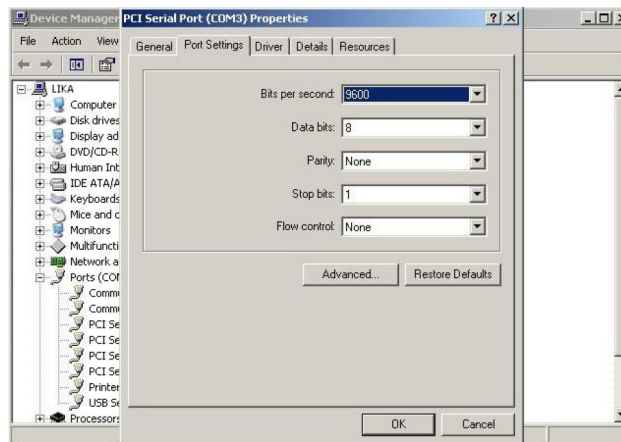 Device Manager
PCI Serial Port (COM3) Properties
File Action View
General Port Settings Driver Details Resources
LIKA
Computer
Disk drives
Display ad
DVD/CD-R
Human Int
IDE ATA/A
Keyboards
Mice and c
Monitors
Multifuncti
Network a
Ports (CO
Commu
Commu
PCI Se
PCI Se
PCI Se
PCI Se
Printer
USB Se
Processors
Bits per second: 9600
Data bits: 8
Parity: None
Stop bits: 1
Flow control: None
Advanced... Restore Defaults
OK Cancel